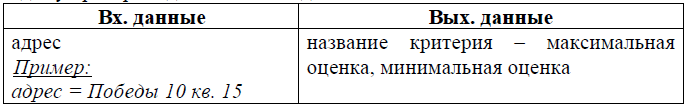 Вх. данные
Вых. данные
адрес
Пример:
адрес = Победы 10 кв. 15
название критерия – максимальная
оценка, минимальная оценка